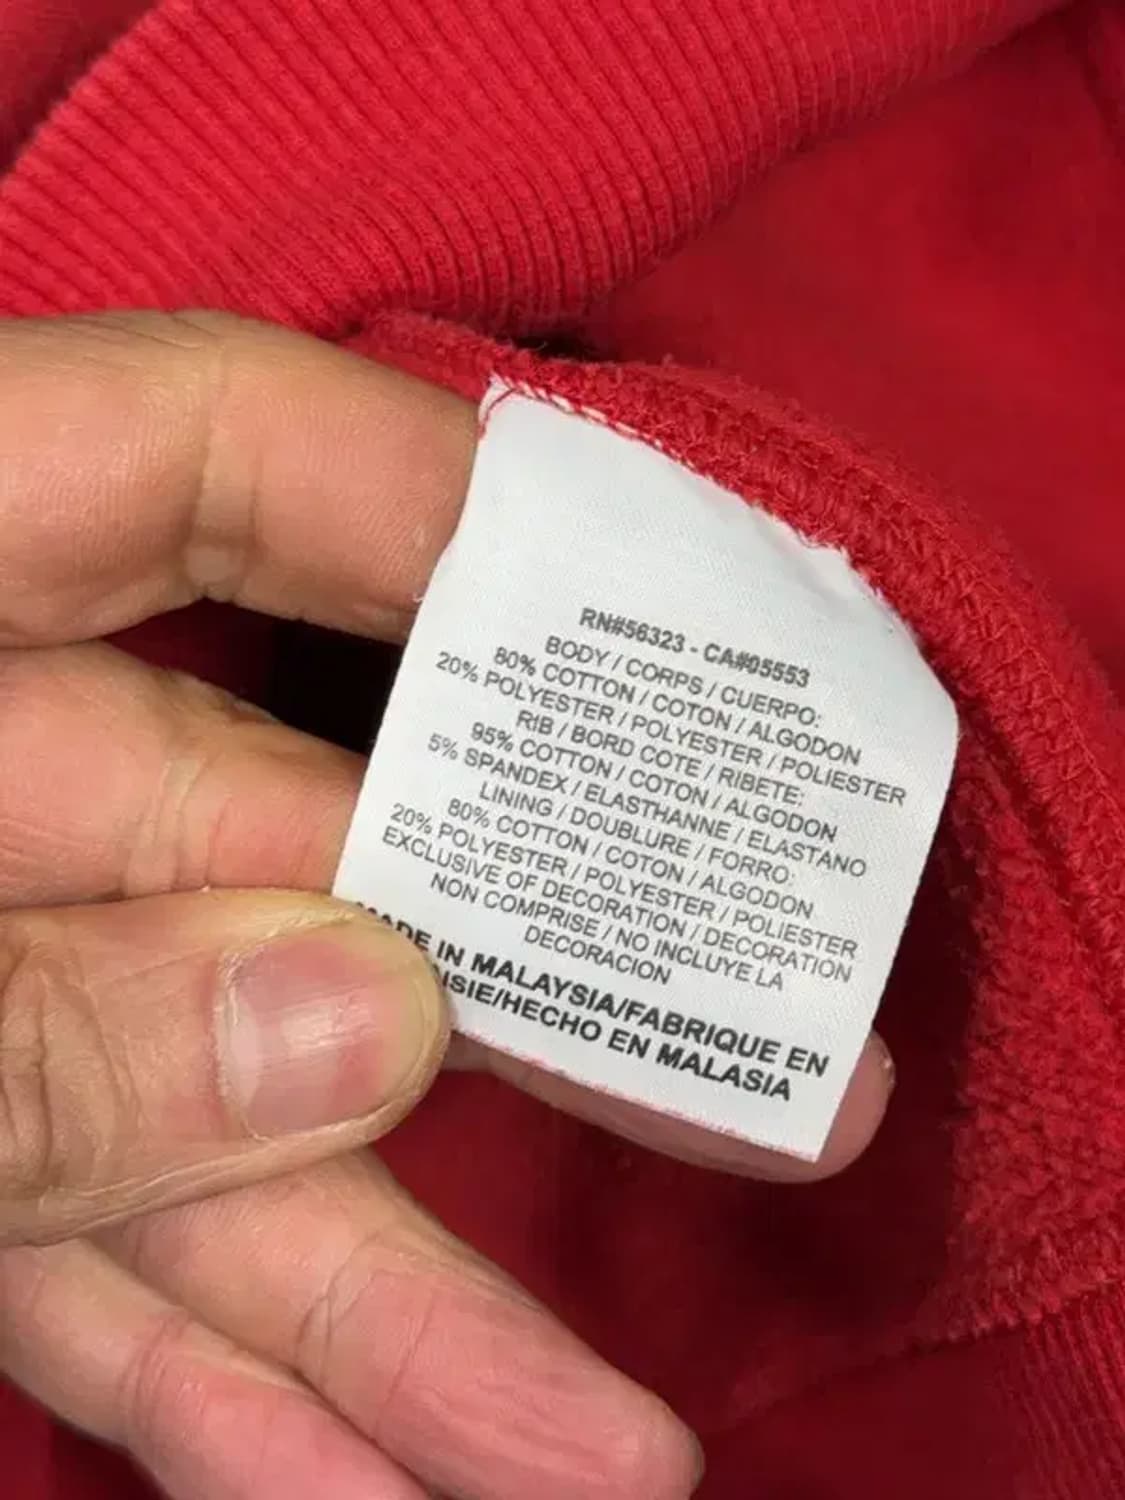 RN#56323 - CA#05553
BODY / CORPS / CUERPO:
80% COTTON / COTON / ALGODON
20% POLYESTER / POLYESTER / POLIESTER
RIB / BORD COTE / RIBETE:
95% COTTON / COTON / ALGODON
5% SPANDEX / ELASTHANNE / ELASTANO
LINING / DOUBLURE / FORRO:
80% COTTON / COTON / ALGODON
20% POLYESTER / POLYESTER / POLIESTER
EXCLUSIVE OF DECORATION / DECORATION
NON COMPRISE / NO INCLUYE LA
DECORACION
MADE IN MALAYSIA/FABRIQUE EN
HECHO EN MALASIA